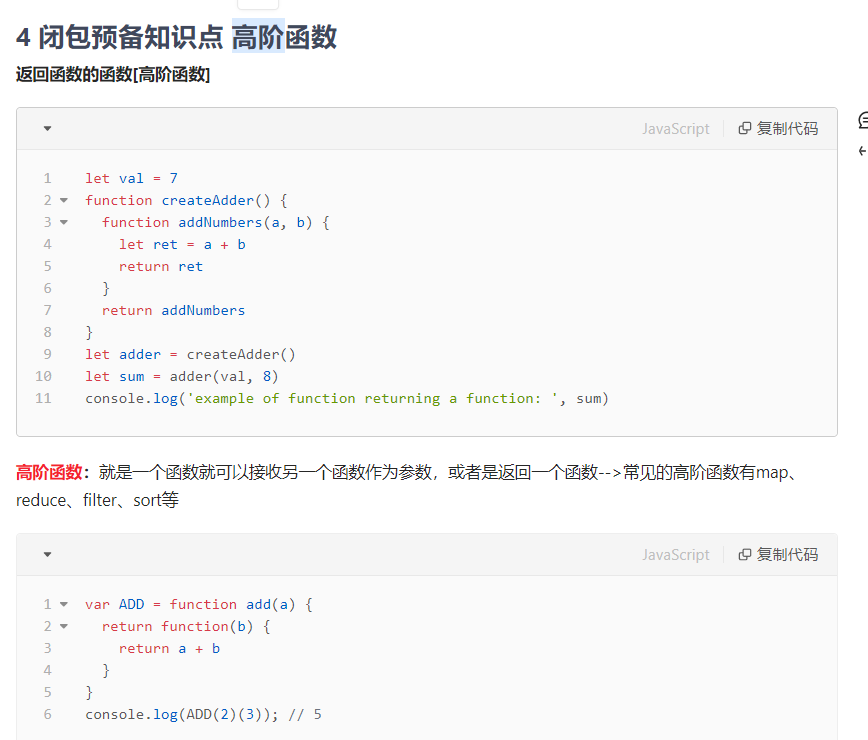 4 闭包预备知识点 高阶函数
返回函数的函数[高阶函数]
JavaScript 复制代码
1 let val = 7
2 function createAdder() {
3 function addNumbers(a, b) {
4 let ret = a + b
5 return ret
6 }
7 return addNumbers
8 }
9 let adder = createAdder()
10 let sum = adder(val, 8)
11 console.log('example of function returning a function: ', sum)
高阶函数：就是一个函数就可以接收另一个函数作为参数，或者是返回一个函数-->常见的高阶函数有map、
reduce、filter、sort等
JavaScript 复制代码
1 var ADD = function add(a) {
2 return function(b) {
3 return a + b
4 }
5 }
6 console.log(ADD(2)(3)); // 5